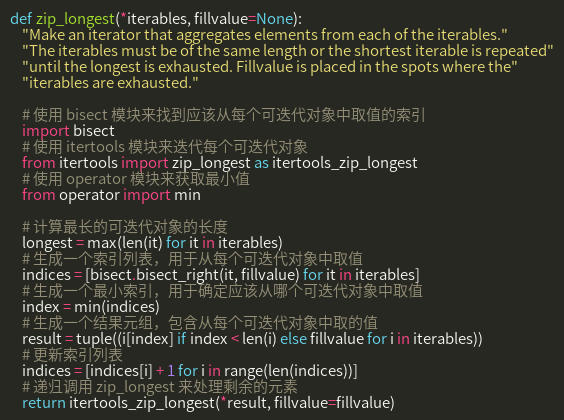 def zip_longest(*iterables, fillvalue=None):
"Make an iterator that aggregates elements from each of the iterables."
"The iterables must be of the same length or the shortest iterable is repeated"
"until the longest is exhausted. Fillvalue is placed in the spots where the"
"iterables are exhausted."
# 使用 bisect 模块来找到应该从每个可迭代对象中取值的索引
import bisect
# 使用 itertools 模块来迭代每个可迭代对象
from itertools import zip_longest as itertools_zip_longest
# 使用 operator 模块来获取最小值
from operator import min
# 计算最长的可迭代对象的长度
longest = max(len(it) for it in iterables)
# 生成一个索引列表，用于从每个可迭代对象中取值
indices = [bisect.bisect_right(it, fillvalue) for it in iterables]
# 生成一个最小索引，用于确定应该从哪个可迭代对象中取值
index = min(indices)
# 生成一个结果元组，包含从每个可迭代对象中取的值
result = tuple((i[index] if index < len(i) else fillvalue for i in iterables))
# 更新索引列表
indices = [indices[i] + 1 for i in range(len(indices))]
# 递归调用 zip_longest 来处理剩余的元素
return itertools_zip_longest(*result, fillvalue=fillvalue)